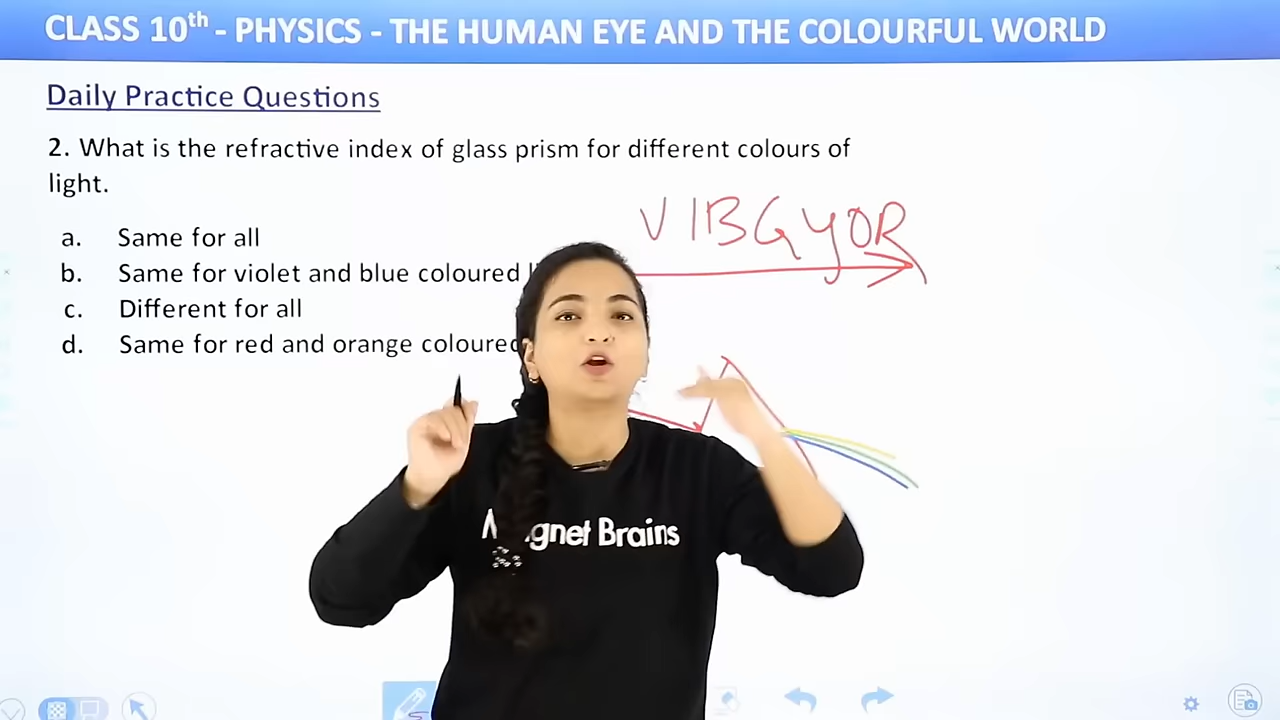 CLASS 10th - PHYSICS - THE HUMAN EYE AND THE COLOURFUL WORLD
Daily Practice Questions
2. What is the refractive index of glass prism for different colours of
light.
VIBGYOR
a. Same for all
b. Same for violet and blue coloured
c. Different for all
d. Same for red and orange coloured
Brains